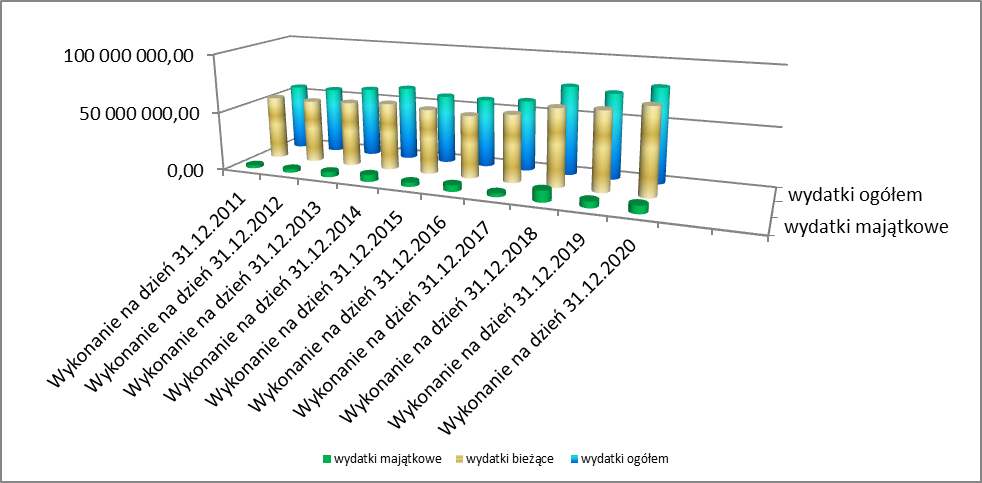 100 000 000,00
50 000 000,00
0,00
wydatki ogółem
wydatki majątkowe
Wykonanie na dzień 31.12.2011
Wykonanie na dzień 31.12.2012
Wykonanie na dzień 31.12.2013
Wykonanie na dzień 31.12.2014
Wykonanie na dzień 31.12.2015
Wykonanie na dzień 31.12.2016
Wykonanie na dzień 31.12.2017
Wykonanie na dzień 31.12.2018
Wykonanie na dzień 31.12.2019
Wykonanie na dzień 31.12.2020
wydatki majątkowe wydatki bieżące wydatki ogółem